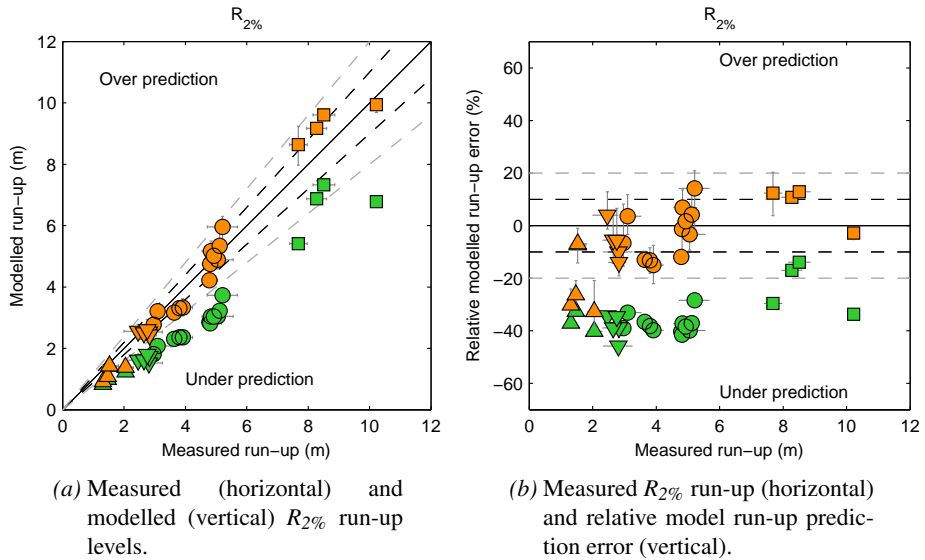 R2%
12
10
8
6
4
2
0
Modelled run−up (m)
Over prediction
Under prediction
0 2 4 6 8 10 12
Measured run−up (m)
R2%
60
40
20
0
−20
−40
−60
Relative modelled run−up error (%)
Over prediction
Under prediction
0 2 4 6 8 10 12
Measured run−up (m)
(a) Measured (horizontal) and
modelled (vertical) R2% run-up
levels.
(b) Measured R2% run-up (horizontal)
and relative model run-up predic-
tion error (vertical).